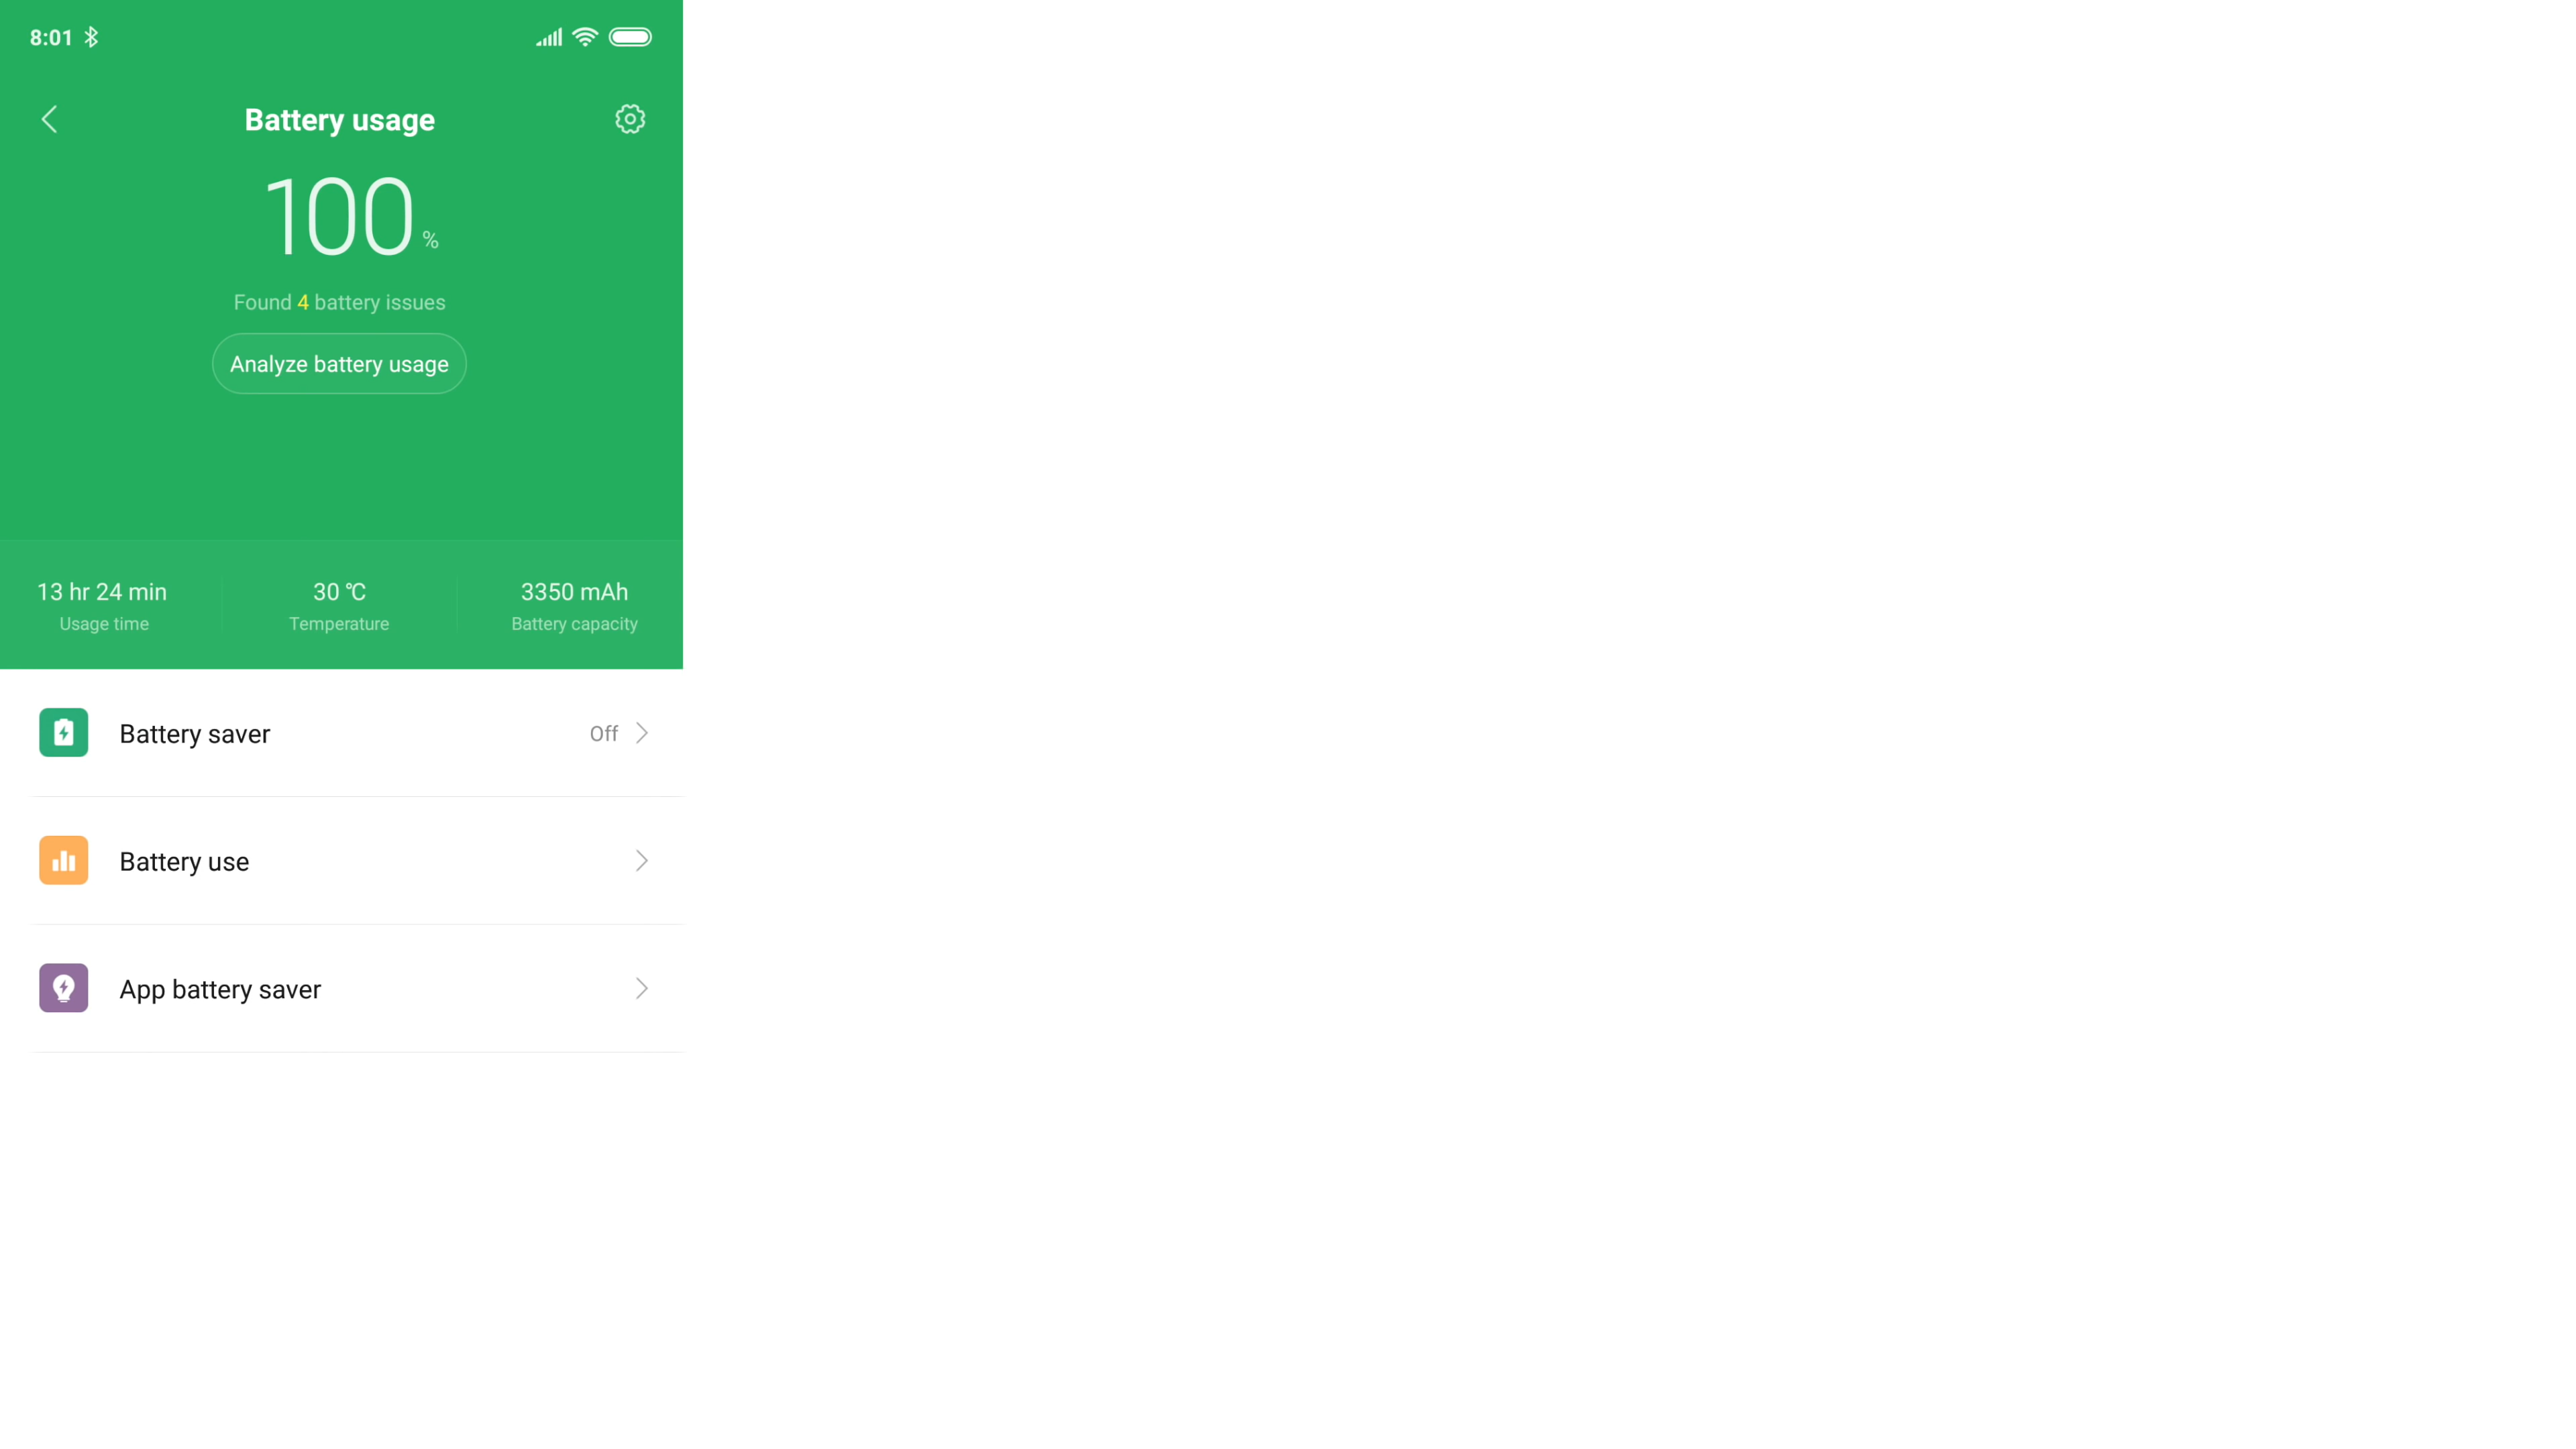 8:01
Battery usage
100 %
Found 4 battery issues
Analyze battery usage
13 hr 24 min
Usage time
30 ℃
Temperature
3350 mAh
Battery capacity
Battery saver
Off
Battery use
App battery saver